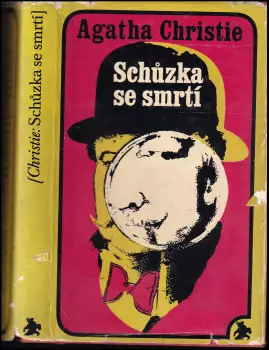 [Christie: Schůzka se smrtí]
Agatha Christie
Schůzka
se smrtí